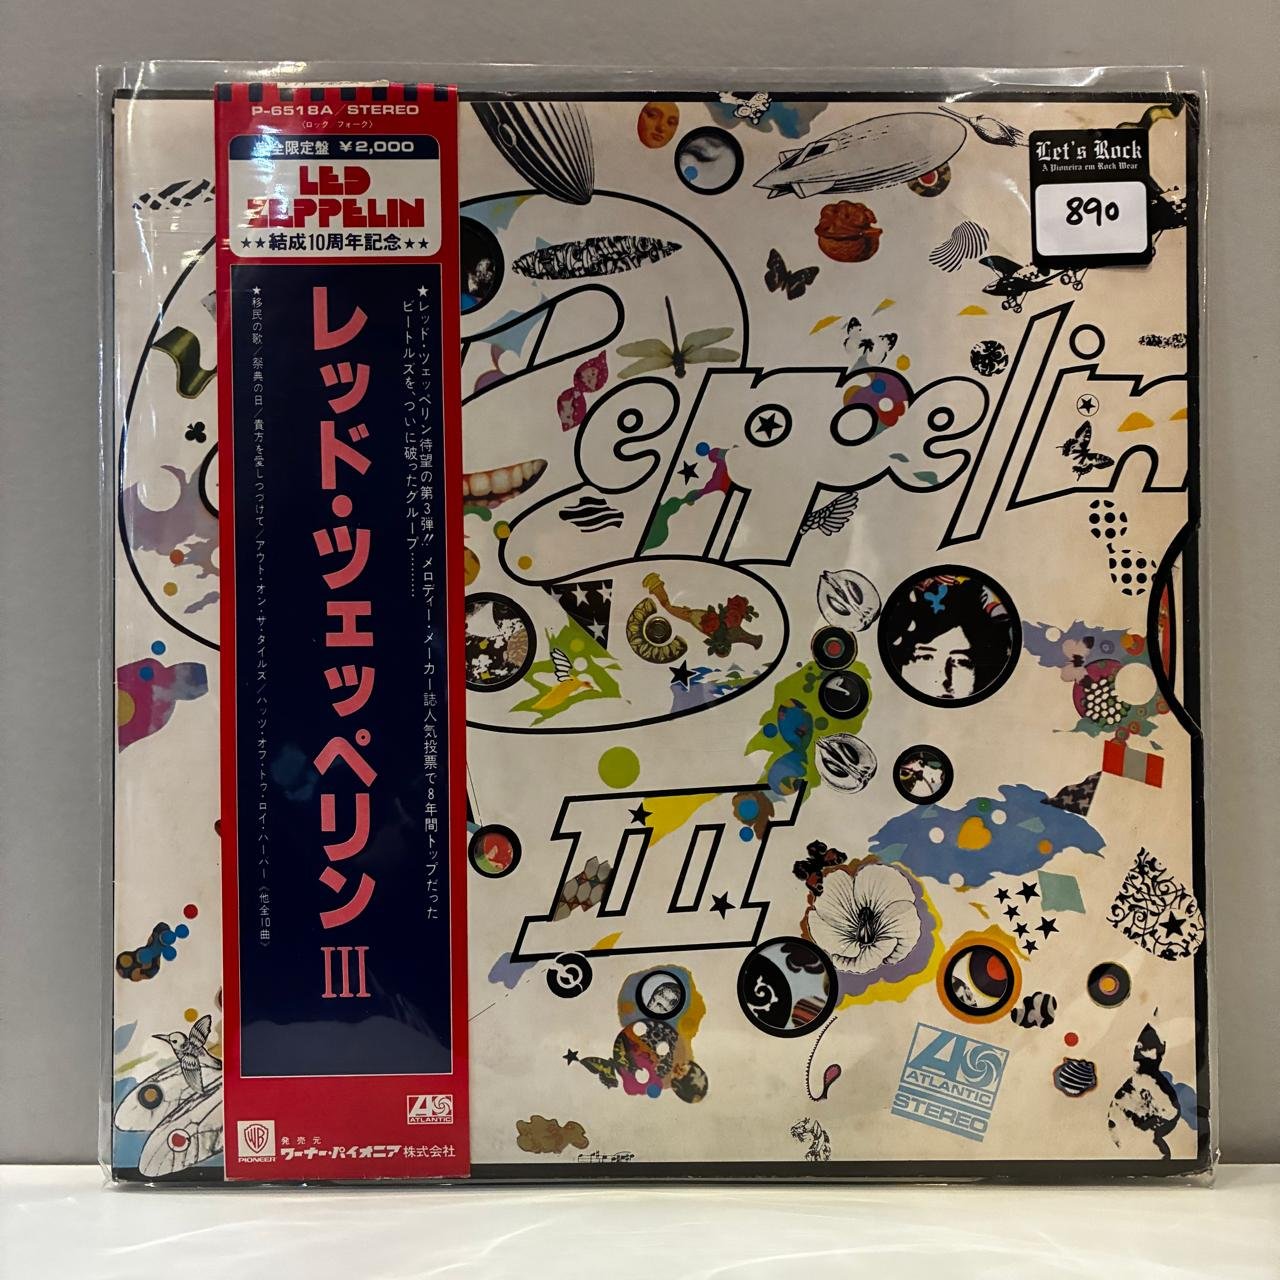 P-6518A/STEREO
〈ロック/フォーク〉
完全限定盤 ¥2,000
LED
ZEPPELIN
★★結成10周年記念★★
★レッド・ツェッペリン待望の第3弾!! メロディー・メーカー誌人気投票で8年間トップだった
ビートルズを、ついに破ったグループ………
レッド・ツェッペリン III
★移民の歌/祭典の日/貴方を愛しつづけて/アウト・オン・ザ・タイルズ/ハッツ・オフ・トゥ・ロイ・ハーパー《他全10曲》
ATLANTIC
WB
PIONEER
発売元
ワーナー・パイオニア株式会社
Zeppelin
III
Let's Rock
A Pioneira em Rock Wear
890
ATLANTIC
STEREO